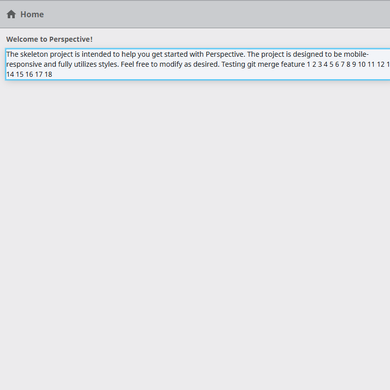 Home
Welcome to Perspective!
The skeleton project is intended to help you get started with Perspective. The project is designed to be mobile-
responsive and fully utilizes styles. Feel free to modify as desired. Testing git merge feature 1 2 3 4 5 6 7 8 9 10 11 12 1
14 15 16 17 18